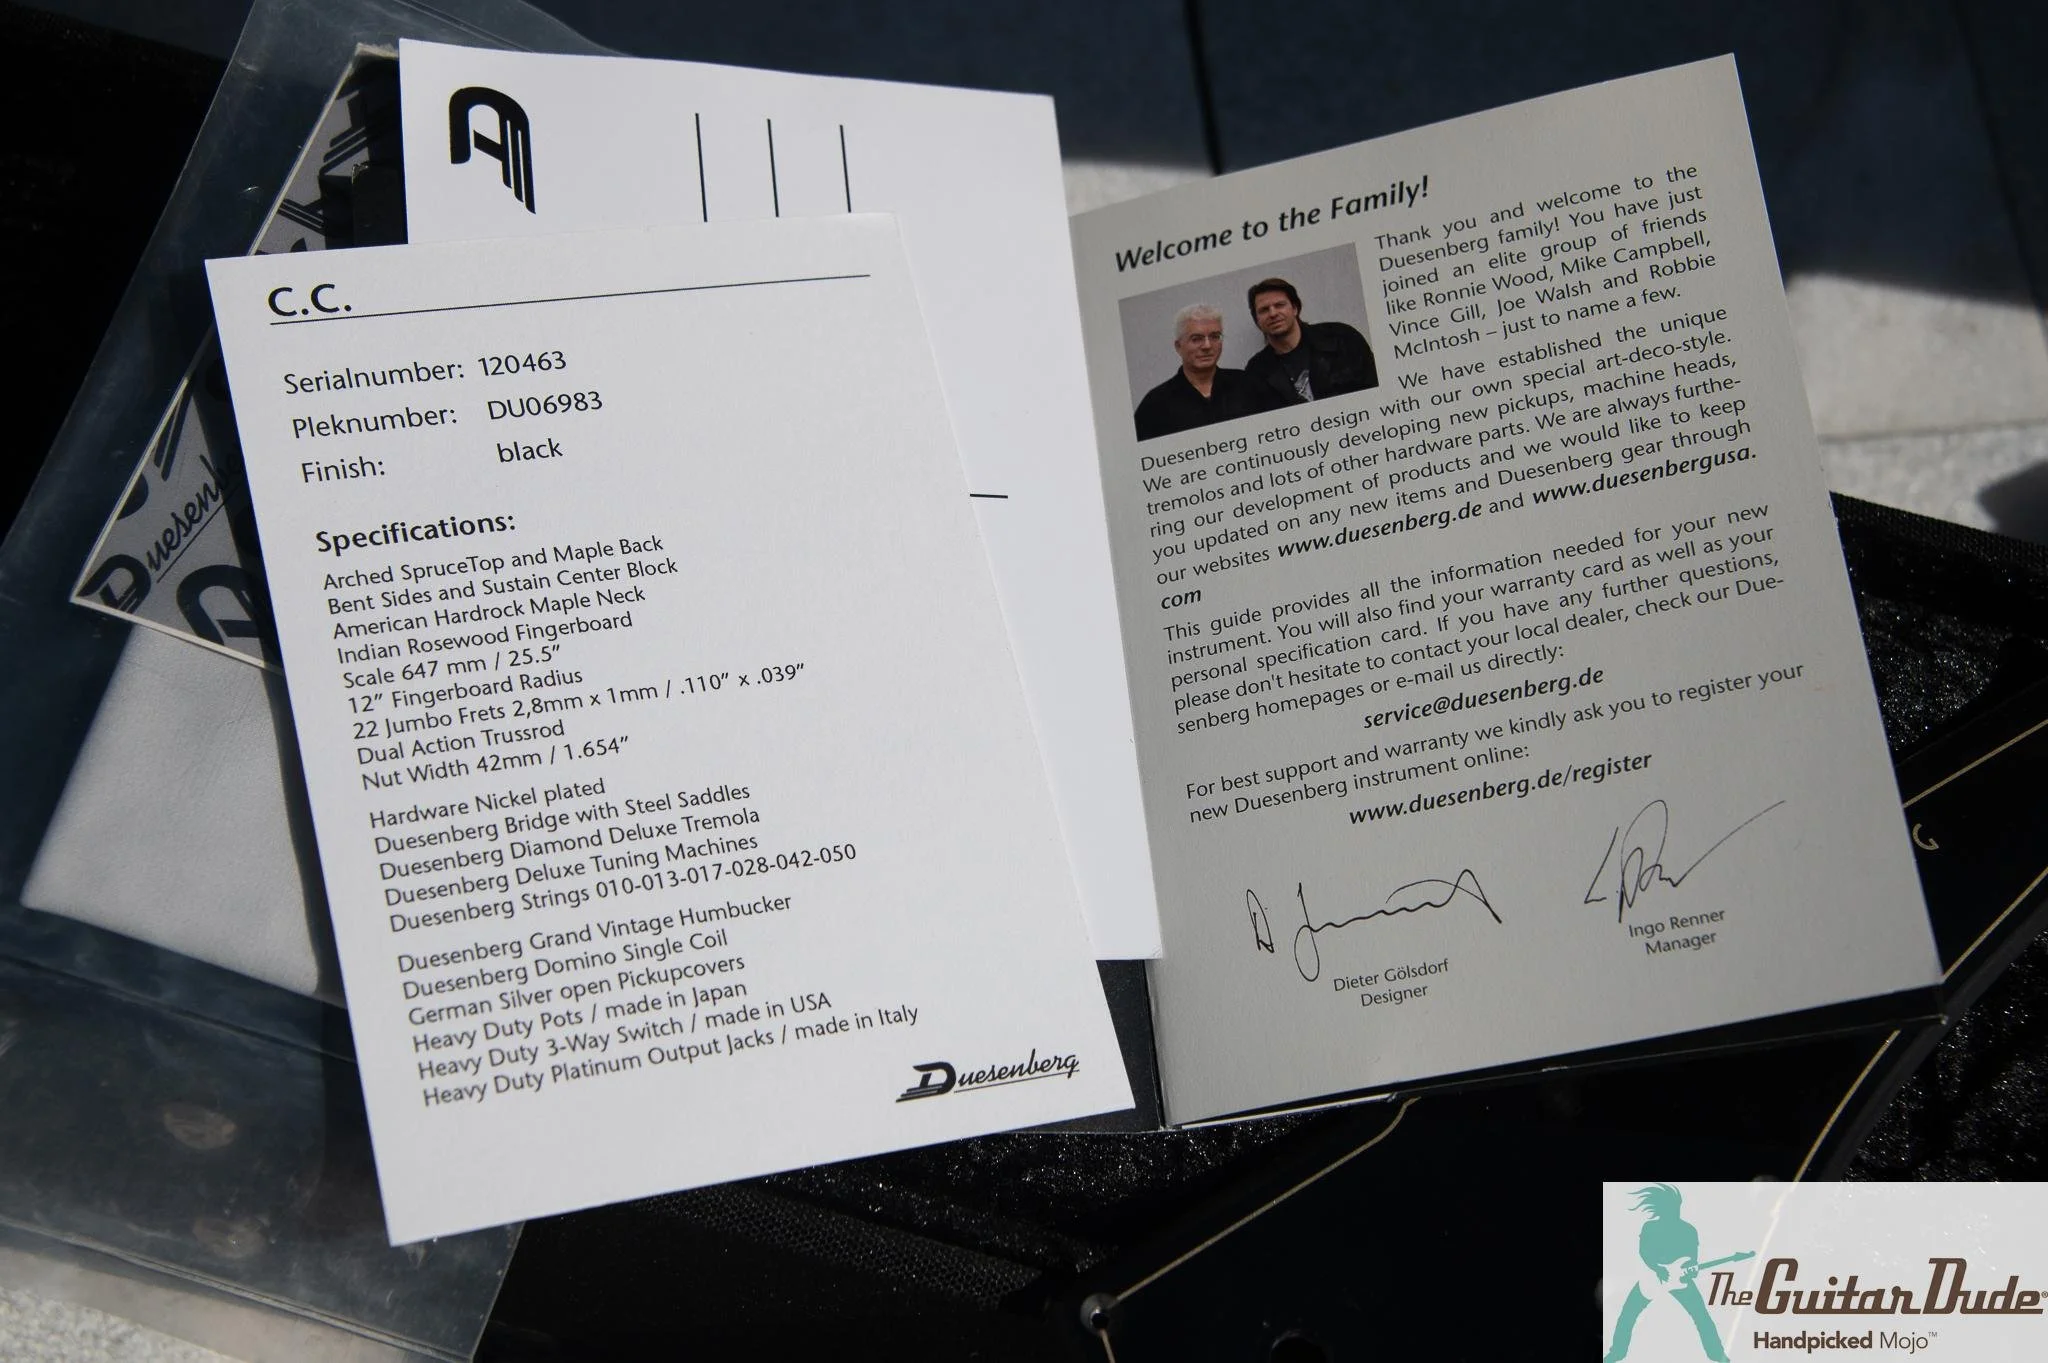 C.C.
Serialnumber: 120463
Pleknumber: DU06983
Finish: black
Specifications:
Arched SpruceTop and Maple Back
Bent Sides and Sustain Center Block
American Hardrock Maple Neck
Indian Rosewood Fingerboard
Scale 647 mm / 25.5”
12” Fingerboard Radius
22 Jumbo Frets 2,8mm x 1mm / .110” x .039”
Dual Action Trussrod
Nut Width 42mm / 1.654”
Hardware Nickel plated
Duesenberg Bridge with Steel Saddles
Duesenberg Diamond Deluxe Tremola
Duesenberg Deluxe Tuning Machines
Duesenberg Strings 010-013-017-028-042-050
Duesenberg Grand Vintage Humbucker
Duesenberg Domino Single Coil
German Silver open Pickupcovers
Heavy Duty Pots / made in Japan
Heavy Duty 3-Way Switch / made in USA
Heavy Duty Platinum Output Jacks / made in Italy
Duesenberg
Welcome to the Family!
Thank you and welcome to the
Duesenberg family! You have just
joined an elite group of friends
like Ronnie Wood, Mike Campbell,
Vince Gill, Joe Walsh and Robbie
McIntosh – just to name a few.
We have established the unique
Duesenberg retro design with our own special art-deco-style.
We are continuously developing new pickups, machine heads,
tremolos and lots of other hardware parts. We are always furthe-
ring our development of products and we would like to keep
you updated on any new items and Duesenberg gear through
our websites www.duesenberg.de and www.duesenbergusa.
com
This guide provides all the information needed for your new
instrument. You will also find your warranty card as well as your
personal specification card. If you have any further questions,
please don't hesitate to contact your local dealer, check our Due-
senberg homepages or e-mail us directly:
service@duesenberg.de
For best support and warranty we kindly ask you to register your
new Duesenberg instrument online:
www.duesenberg.de/register
Dieter Gölsdorf
Designer
Ingo Renner
Manager
Duesenbe
G
The Guitar Dude®
Handpicked Mojo™